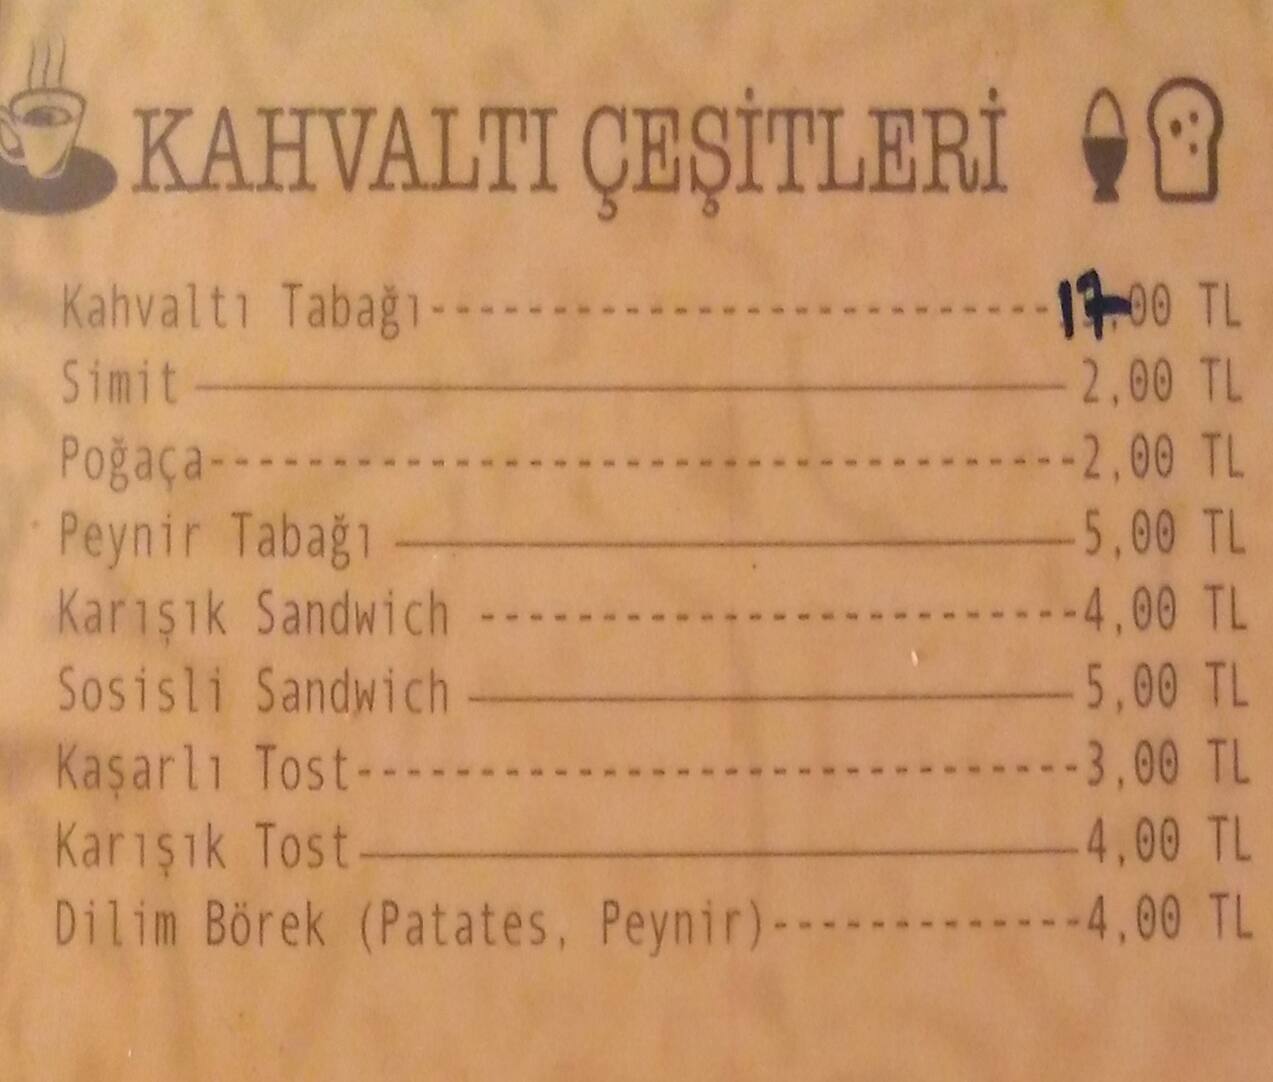 KAHVALTI ÇEŞİTLERİ
Kahvaltı Tabağı-------------------------17,00 TL
Simit 2,00 TL
Poğaça-----------------------------------2,00 TL
Peynir Tabağı 5,00 TL
Karışık Sandwich ------------------------4,00 TL
Sosisli Sandwich 5,00 TL
Kaşarlı Tost-----------------------------3,00 TL
Karışık Tost 4,00 TL
Dilim Börek (Patates, Peynir)------------4,00 TL